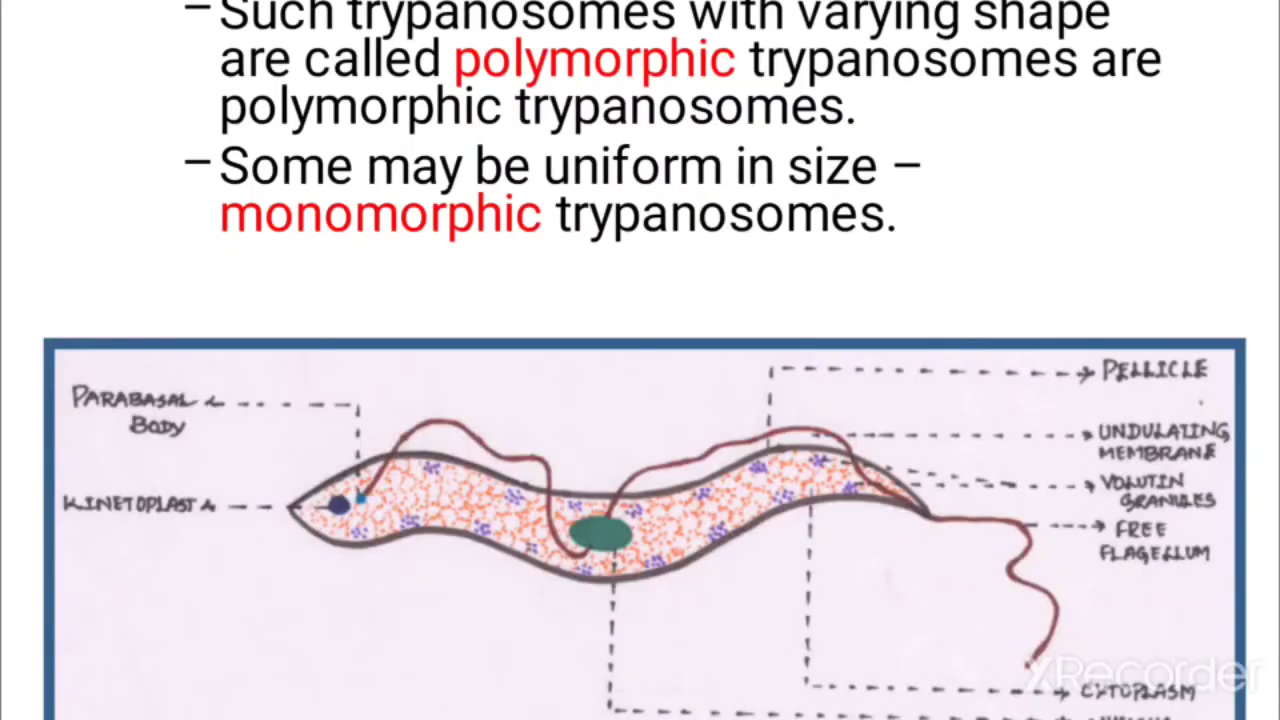 – Such trypanosomes with varying shape
are called polymorphic trypanosomes are
polymorphic trypanosomes.
– Some may be uniform in size –
monomorphic trypanosomes.
PELLICLE
PARABASAL
BODY
UNDULATING
MEMBRANE
VOLUTIN
GRANULES
KINETOPLAST
FREE
FLAGELLUM
XRecorder
CYTOPLASM